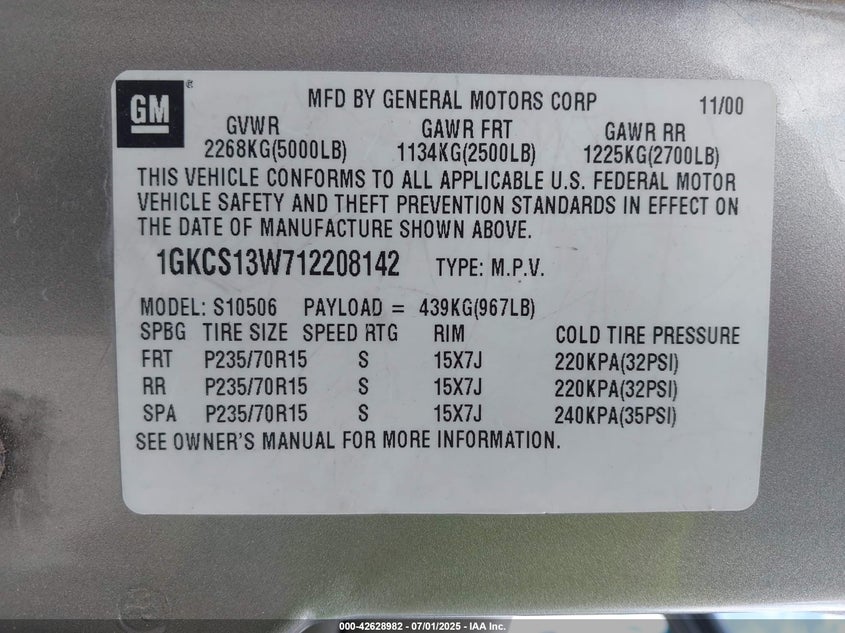 GM ®
MFD BY GENERAL MOTORS CORP 11/00
GVWR GAWR FRT GAWR RR
2268KG(5000LB) 1134KG(2500LB) 1225KG(2700LB)
THIS VEHICLE CONFORMS TO ALL APPLICABLE U.S. FEDERAL MOTOR
VEHICLE SAFETY AND THEFT PREVENTION STANDARDS IN EFFECT ON
THE DATE OF MANUFACTURE SHOWN ABOVE.
1GKCS13W712208142 TYPE: M.P.V.
MODEL: S10506 PAYLOAD = 439KG(967LB)
SPBG TIRE SIZE SPEED RTG RIM COLD TIRE PRESSURE
FRT P235/70R15 S 15X7J 220KPA(32PSI)
RR P235/70R15 S 15X7J 220KPA(32PSI)
SPA P235/70R15 S 15X7J 240KPA(35PSI)
SEE OWNER'S MANUAL FOR MORE INFORMATION.
000-42628982 - 07/01/2025 - IAA Inc.